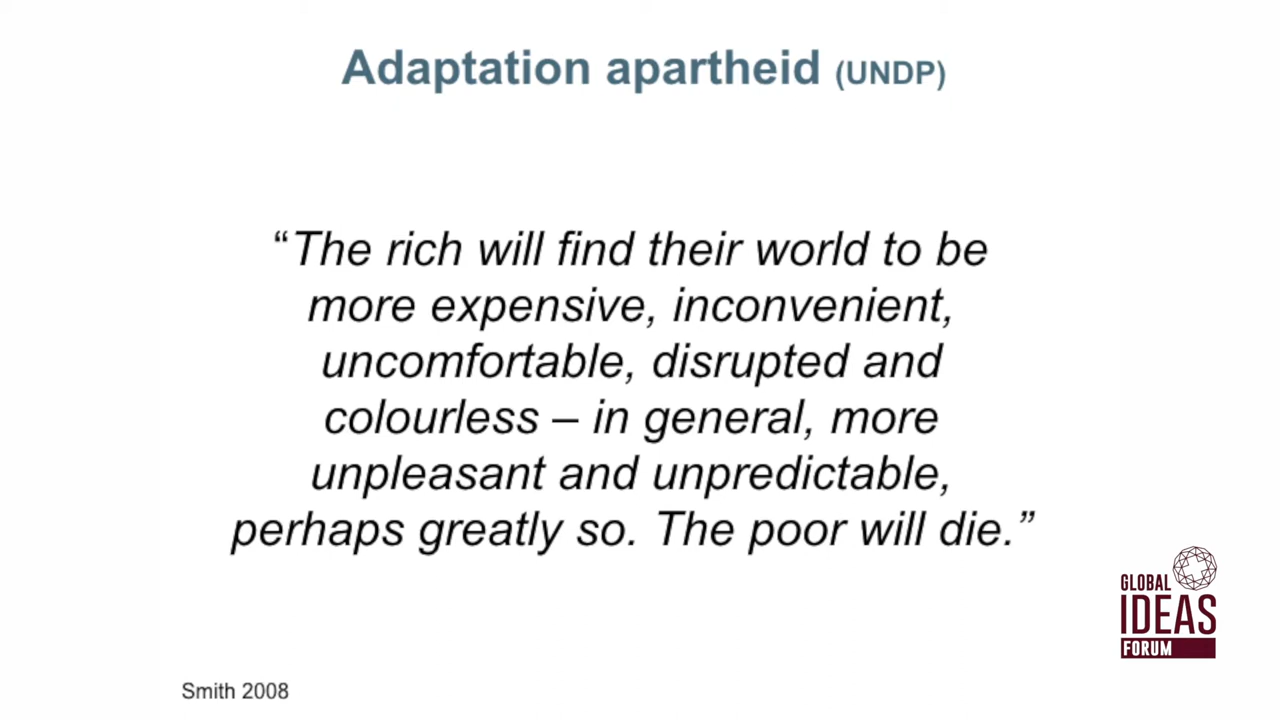 Adaptation apartheid (UNDP)
“The rich will find their world to be
more expensive, inconvenient,
uncomfortable, disrupted and
colourless – in general, more
unpleasant and unpredictable,
perhaps greatly so. The poor will die.”
GLOBAL
IDEAS
FORUM
Smith 2008